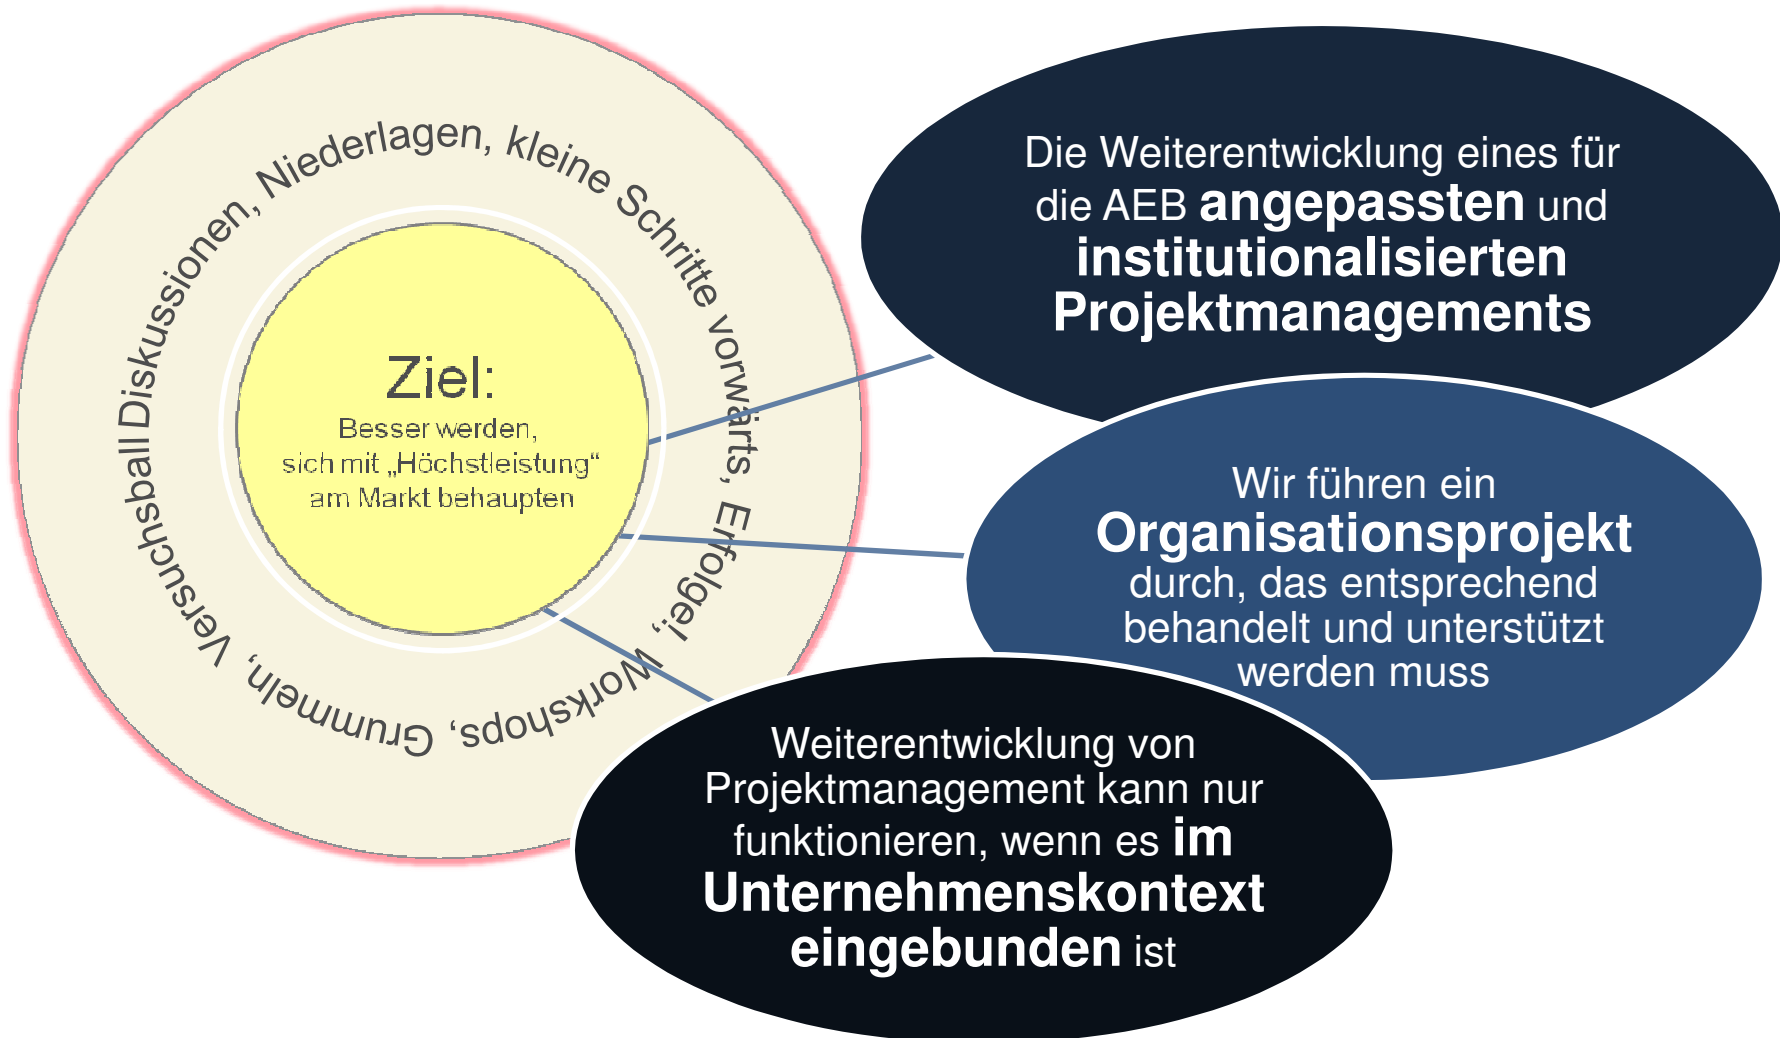 Diskussionen, Niederlagen, kleine Schritte vorwärts, Erfolge!, Workshops, Grummeln, Versuchsball
Ziel:
Besser werden,
sich mit „Höchstleistung“
am Markt behaupten
Die Weiterentwicklung eines für
die AEB angepassten und
institutionalisierten
Projektmanagements
Wir führen ein
Organisationsprojekt
durch, das entsprechend
behandelt und unterstützt
werden muss
Weiterentwicklung von
Projektmanagement kann nur
funktionieren, wenn es im
Unternehmenskontext
eingebunden ist